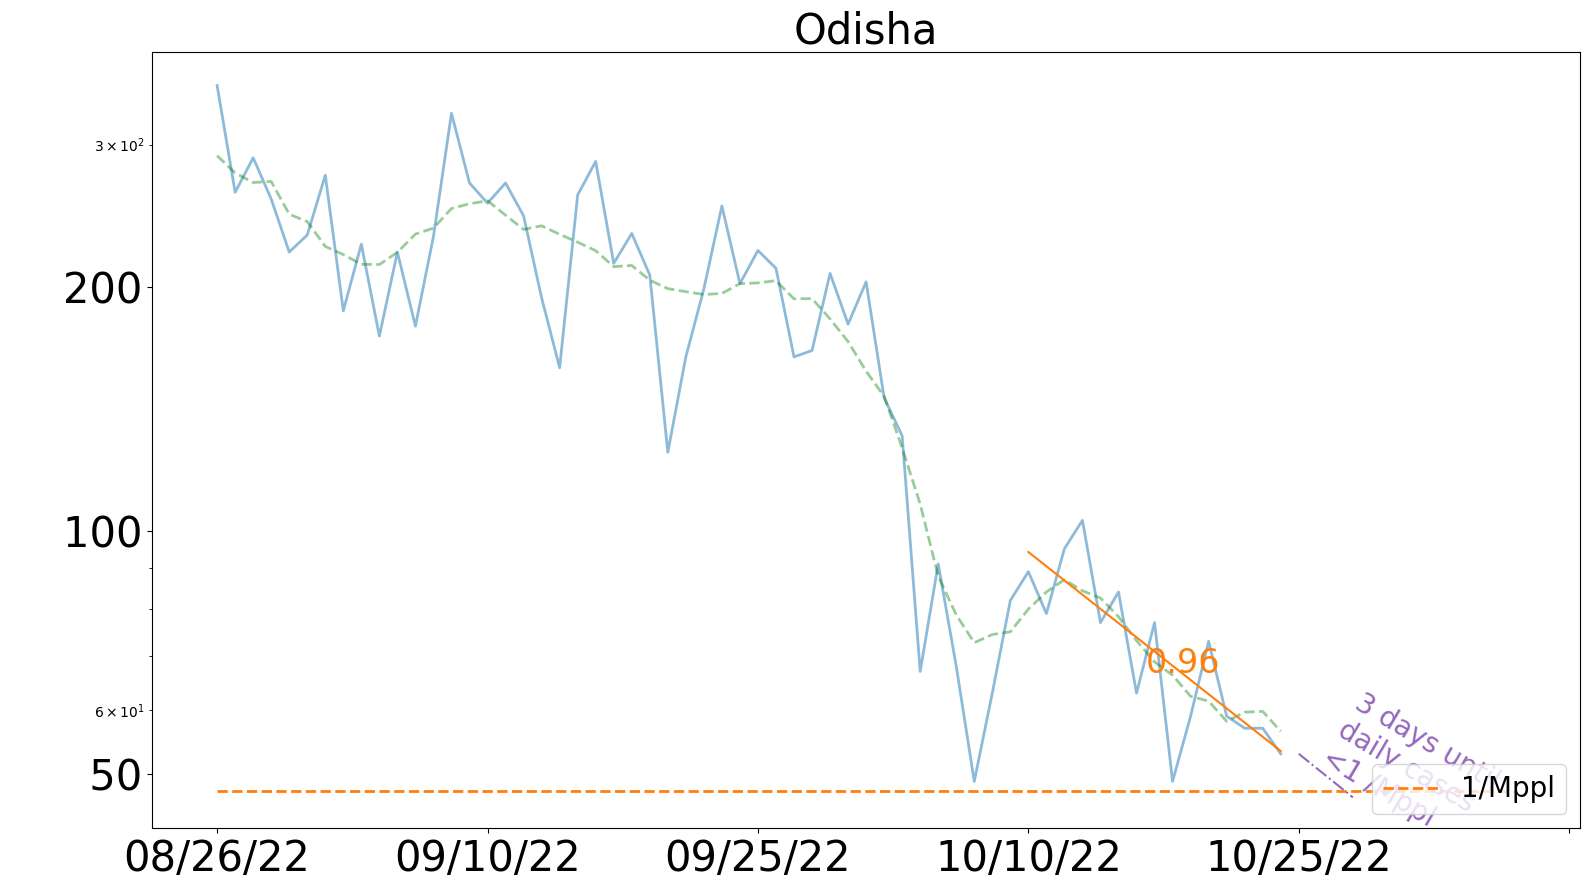 Odisha
3 × 10²
200
100
6 × 10¹
50
0.96
3 days until
daily cases
<1/Mppl
1/Mppl
08/26/22
09/10/22
09/25/22
10/10/22
10/25/22